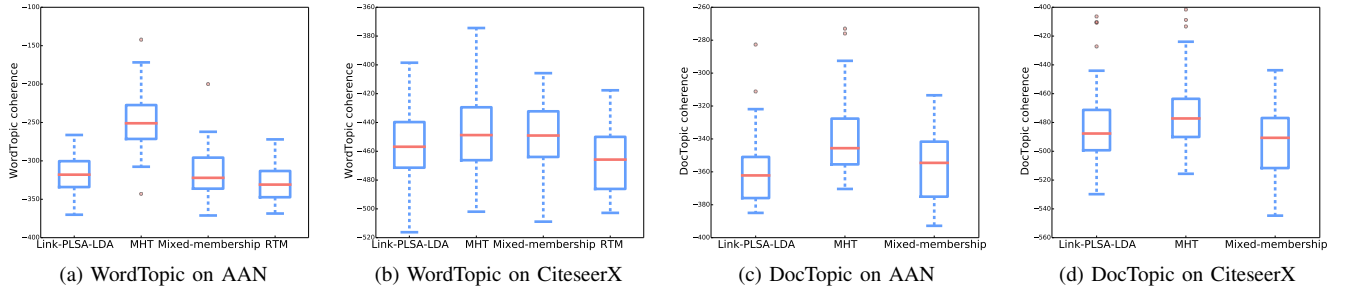 WordTopic coherence
−100
−150
−200
−250
−300
−350
−400
Link-PLSA-LDA MHT Mixed-membership RTM
(a) WordTopic on AAN
WordTopic coherence
−360
−380
−400
−420
−440
−460
−480
−500
−520
Link-PLSA-LDA MHT Mixed-membership RTM
(b) WordTopic on CiteseerX
DocTopic coherence
−260
−280
−300
−320
−340
−360
−380
−400
Link-PLSA-LDA MHT Mixed-membership
(c) DocTopic on AAN
DocTopic coherence
−400
−420
−440
−460
−480
−500
−520
−540
−560
Link-PLSA-LDA MHT Mixed-membership
(d) DocTopic on CiteseerX